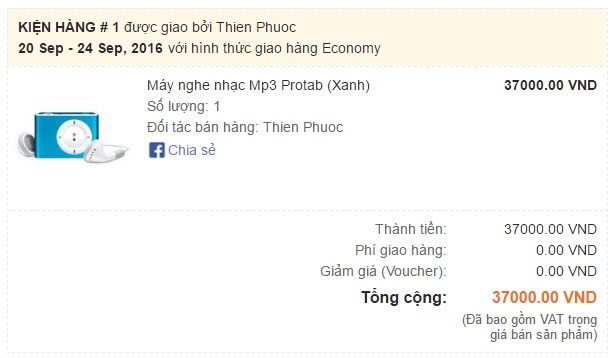 KIỆN HÀNG # 1 được giao bởi Thien Phuoc
20 Sep - 24 Sep, 2016 với hình thức giao hàng Economy
Máy nghe nhạc Mp3 Protab (Xanh) 37000.00 VND
Số lượng: 1
Đối tác bán hàng: Thien Phuoc
Chia sẻ
Thành tiền: 37000.00 VND
Phí giao hàng: 0.00 VND
Giảm giá (Voucher): 0.00 VND
Tổng cộng: 37000.00 VND
(Đã bao gồm VAT trong
giá bán sản phẩm)